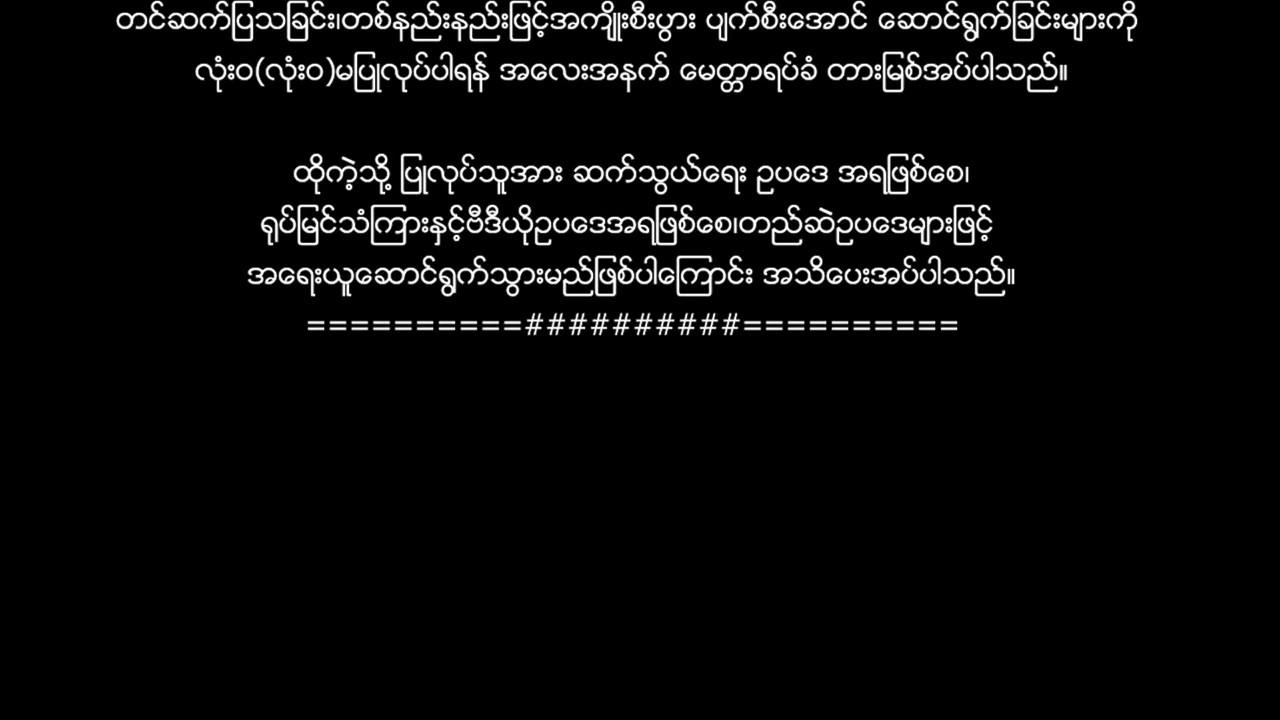 တင်ဆက်ပြသခြင်း၊တစ်နည်းနည်းဖြင့်အကျိုးစီးပွား ပျက်စီးအောင် ဆောင်ရွက်ခြင်းများကို
လုံးဝ(လုံးဝ)မပြုလုပ်ပါရန် အလေးအနက် မေတ္တာရပ်ခံ တားမြစ်အပ်ပါသည်။
ထိုကဲ့သို့ ပြုလုပ်သူအား ဆက်သွယ်ရေး ဥပဒေ အရဖြစ်စေ၊
ရုပ်မြင်သံကြားနှင့်ဗီဒီယိုဥပဒေအရဖြစ်စေ၊တည်ဆဲဥပဒေများဖြင့်
အရေးယူဆောင်ရွက်သွားမည်ဖြစ်ပါကြောင်း အသိပေးအပ်ပါသည်။
==========##########==========